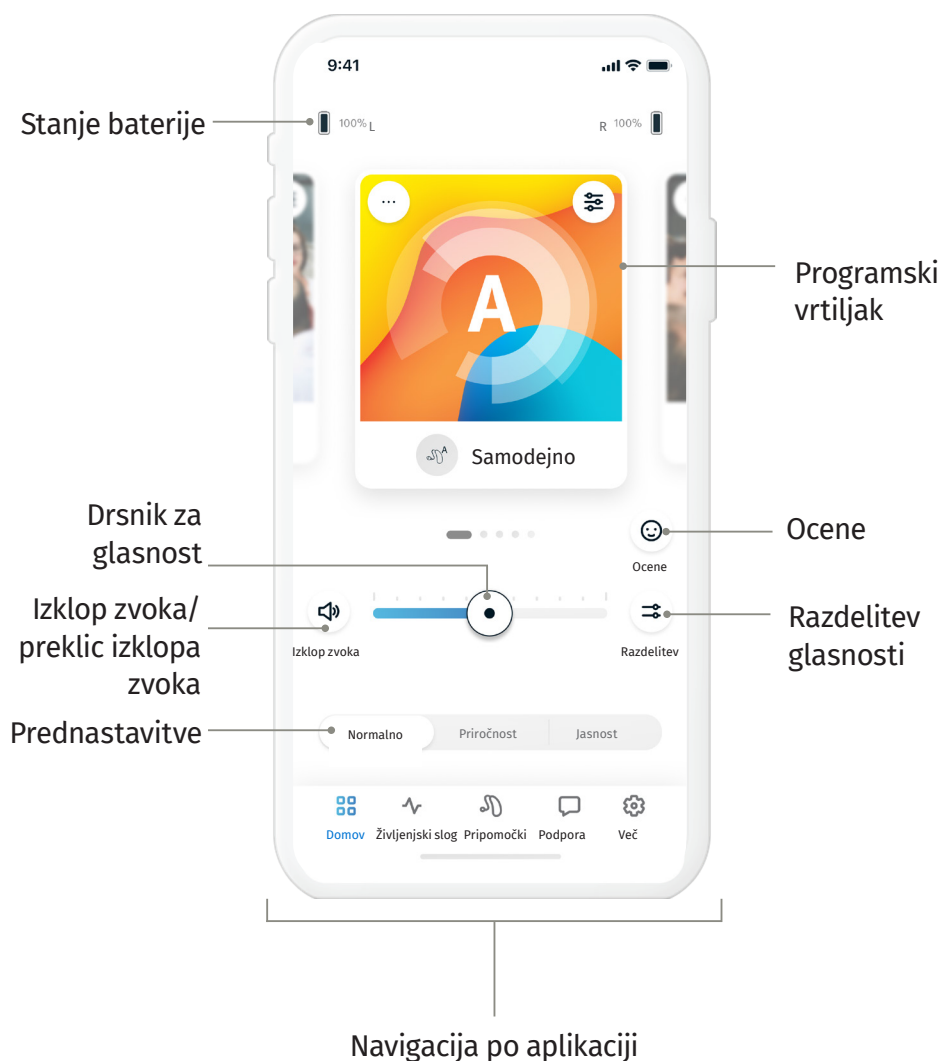 9:41
Stanje baterije
100% L
R 100%
...
A
Programski
vrtiljak
A
Samodejno
Drsnik za
glasnost
Ocene
Ocene
Izklop zvoka/
preklic izklopa
zvoka
Izklop zvoka
Razdelitev
Razdelitev
glasnosti
Prednastavitve
Normalno
Priročnost
Jasnost
Domov
Življenjski slog
Pripomočki
Podpora
Več
Navigacija po aplikaciji